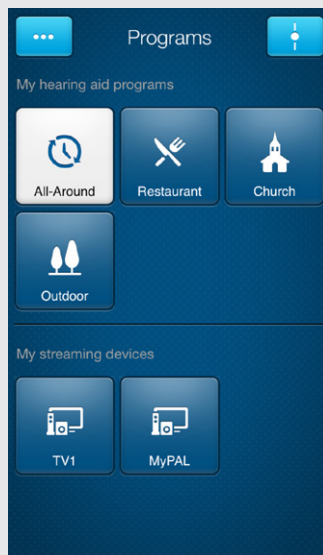 Programs
My hearing aid programs
All-Around
Restaurant
Church
Outdoor
My streaming devices
TV1
MyPAL